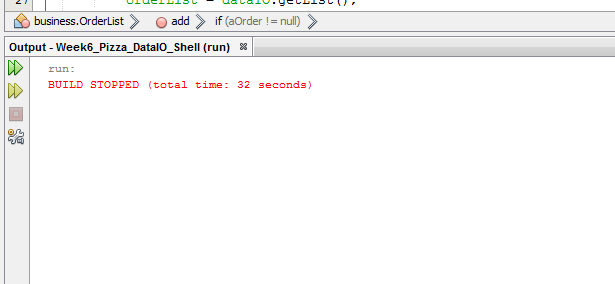 27 orderList = dataIO.getList();
business.OrderList add if (aOrder != null)
Output - Week6_Pizza_DataIO_Shell (run)
run:
BUILD STOPPED (total time: 32 seconds)